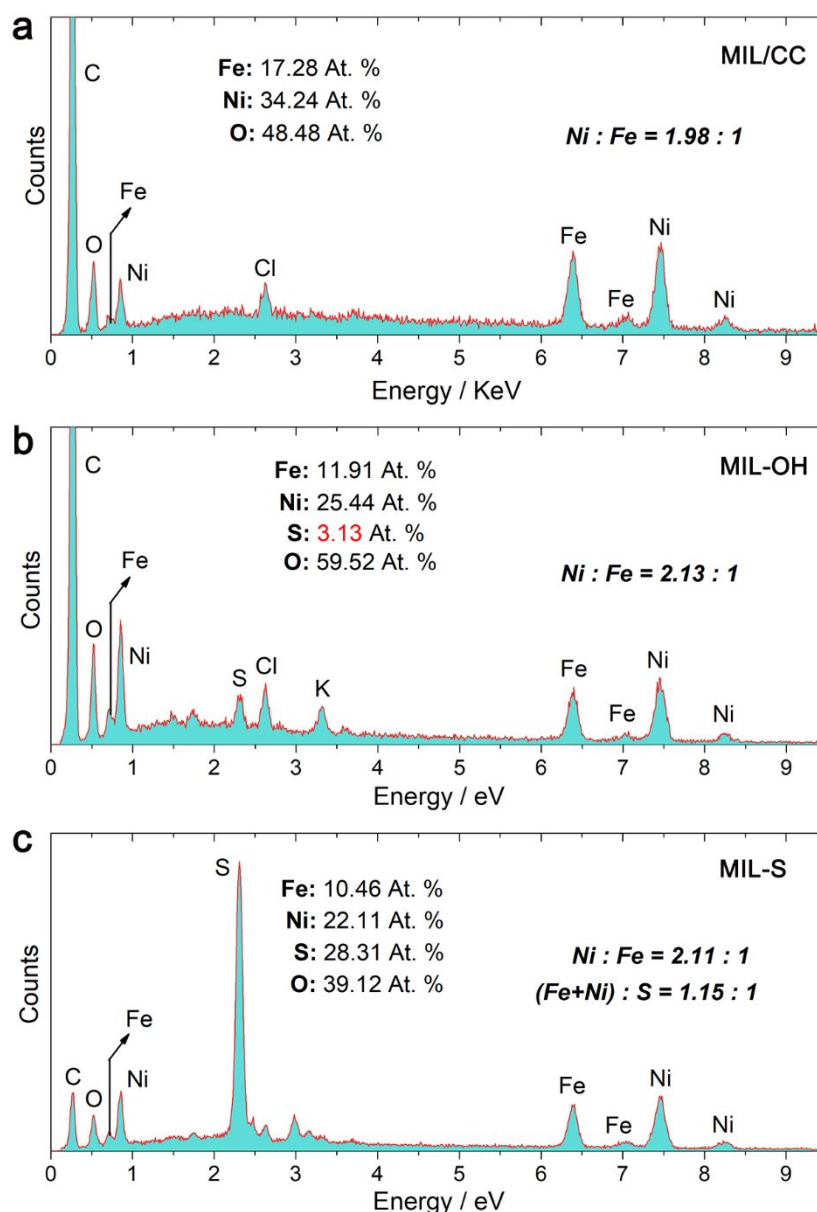 a
MIL/CC
C
Fe: 17.28 At. %
Ni: 34.24 At. %
O: 48.48 At. %
Ni : Fe = 1.98 : 1
Fe
O
Ni
Cl
Fe
Fe
Ni
Ni
Counts
0 1 2 3 4 5 6 7 8 9
Energy / KeV
b
MIL-OH
C
Fe: 11.91 At. %
Ni: 25.44 At. %
S: 3.13 At. %
O: 59.52 At. %
Ni : Fe = 2.13 : 1
Fe
O
Ni
S
Cl
K
Fe
Fe
Ni
Ni
Counts
0 1 2 3 4 5 6 7 8 9
Energy / eV
c
MIL-S
S
Fe: 10.46 At. %
Ni: 22.11 At. %
S: 28.31 At. %
O: 39.12 At. %
Ni : Fe = 2.11 : 1
(Fe+Ni) : S = 1.15 : 1
Fe
C
O
Ni
Fe
Fe
Ni
Ni
Counts
0 1 2 3 4 5 6 7 8 9
Energy / eV